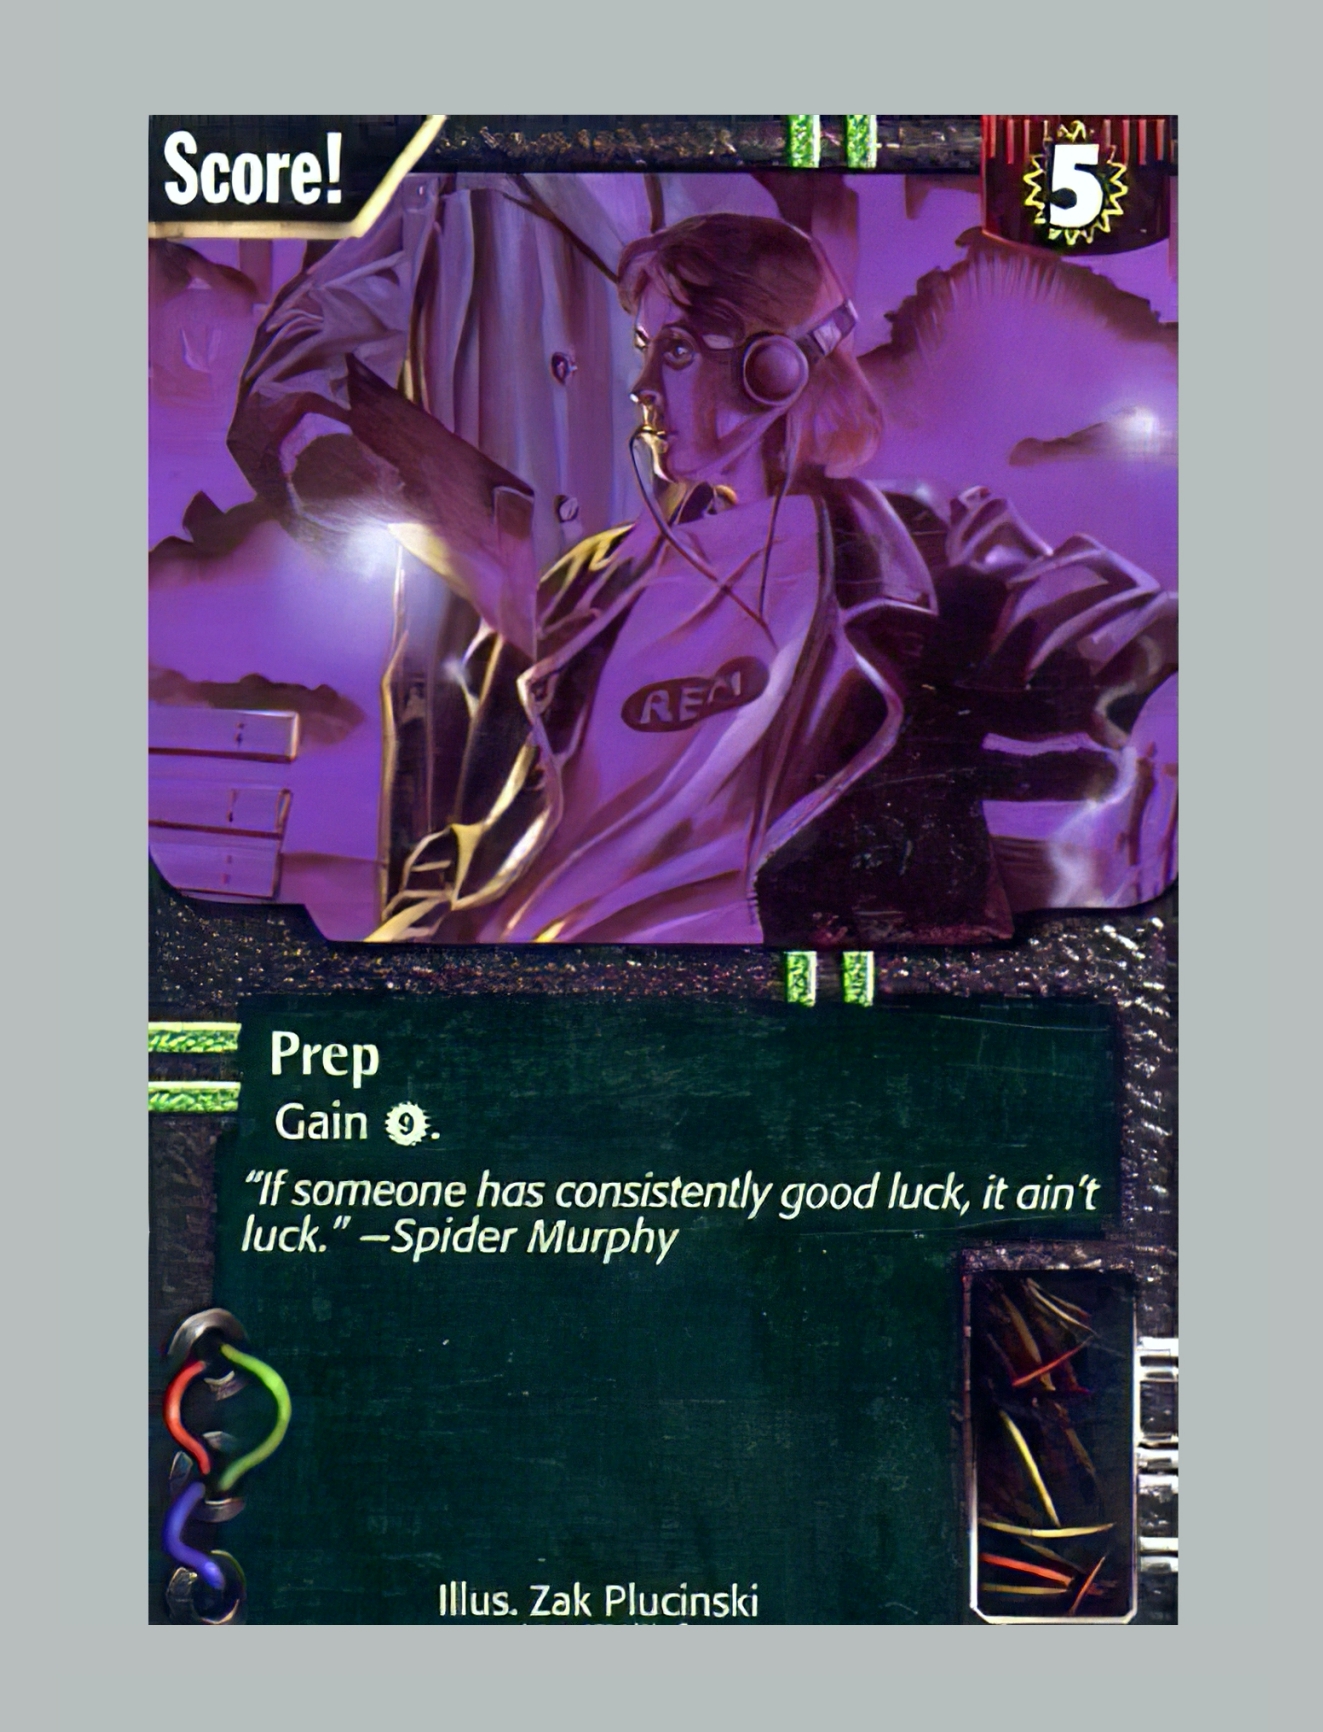 Score!
5
REM
Prep
Gain 9.
“If someone has consistently good luck, it ain’t
luck.” —Spider Murphy
Illus. Zak Plucinski